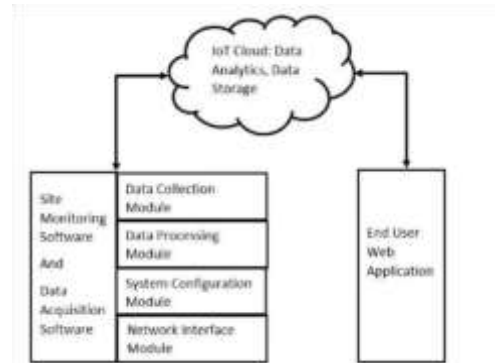 IoT Cloud: Data
Analytics, Data
Storage
Site
Monitoring
Software
And
Data
Acquisition
Software
Data Collection
Module
Data Processing
Module
System Configuration
Module
Network Interface
Module
End User
Web
Application